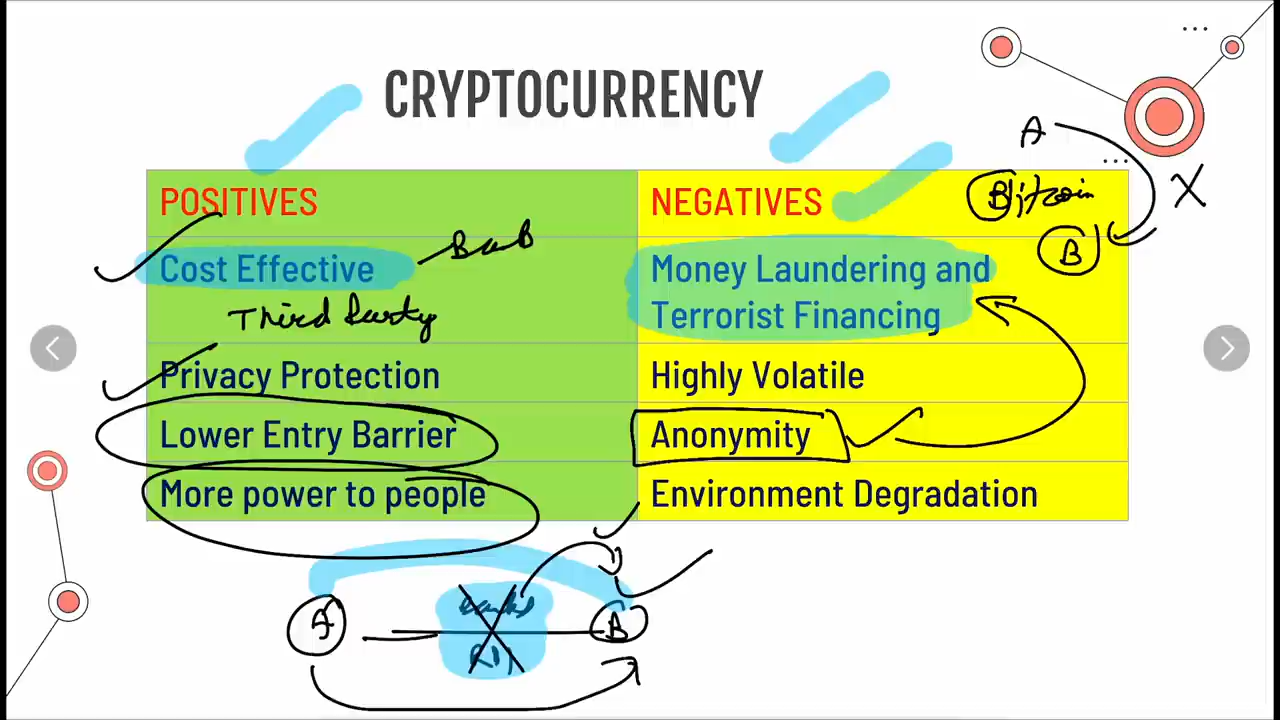 CRYPTOCURRENCY
A
POSITIVES
NEGATIVES
Bitcoin
X
B
Cost Effective
Third Party
Money Laundering and
Terrorist Financing
Privacy Protection
Highly Volatile
Lower Entry Barrier
Anonymity
More power to people
Environment Degradation
A
B